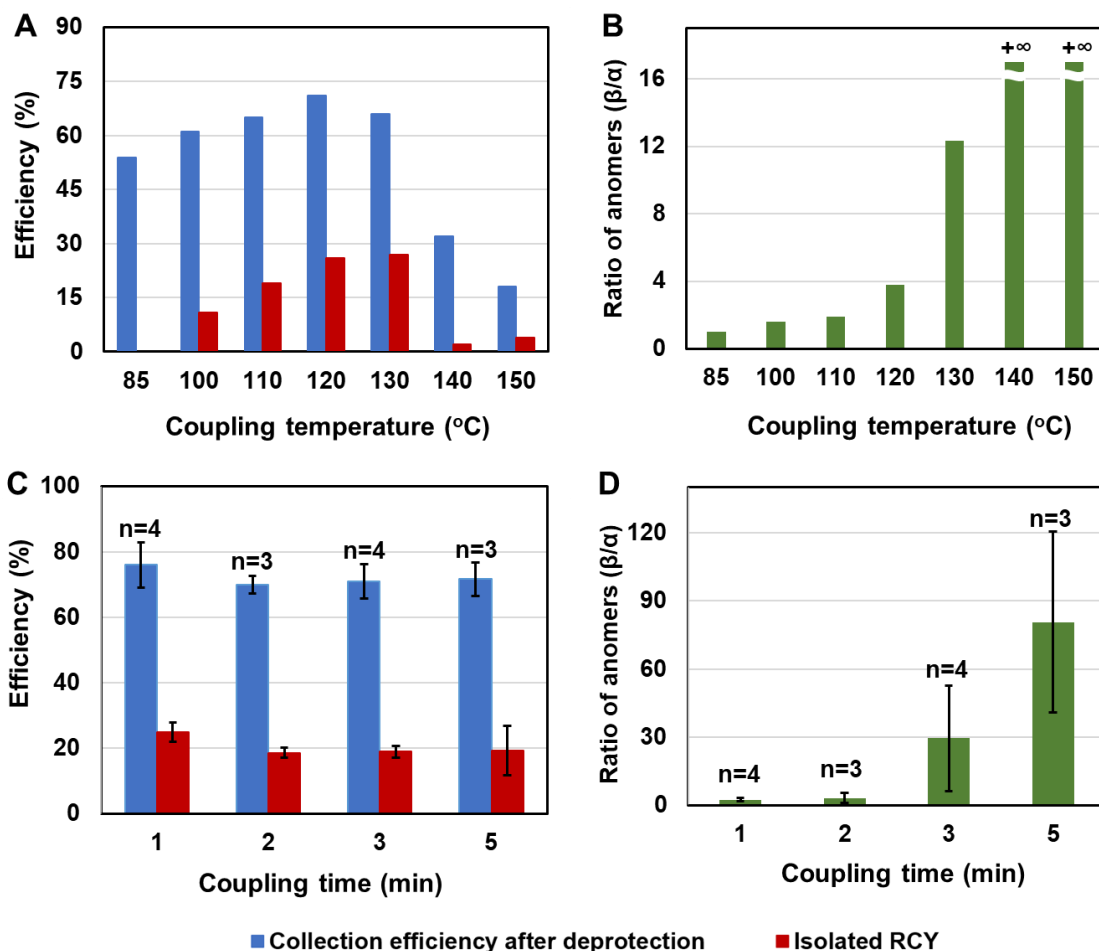 A
Efficiency (%)
90
75
60
45
30
15
0
85 100 110 120 130 140 150
Coupling temperature (°C)
B
Ratio of anomers (β/α)
+∞ +∞
16
12
8
4
0
85 100 110 120 130 140 150
Coupling temperature (°C)
C
Efficiency (%)
100
80
60
40
20
0
n=4 n=3 n=4 n=3
1 2 3 5
Coupling time (min)
D
Ratio of anomers (β/α)
120
90
60
30
0
n=4 n=3 n=4 n=3
1 2 3 5
Coupling time (min)
Collection efficiency after deprotection Isolated RCY